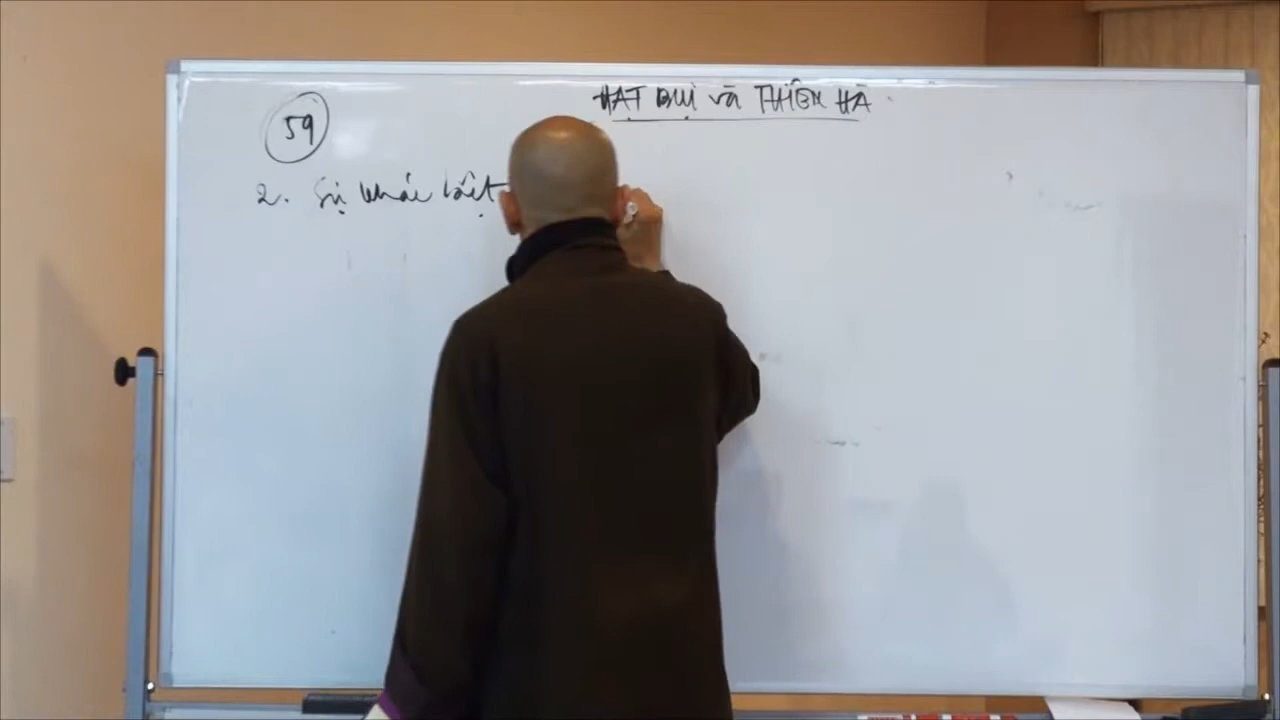 HẠT BỤI và THIÊN HÀ
59
2. Sự khác biệt